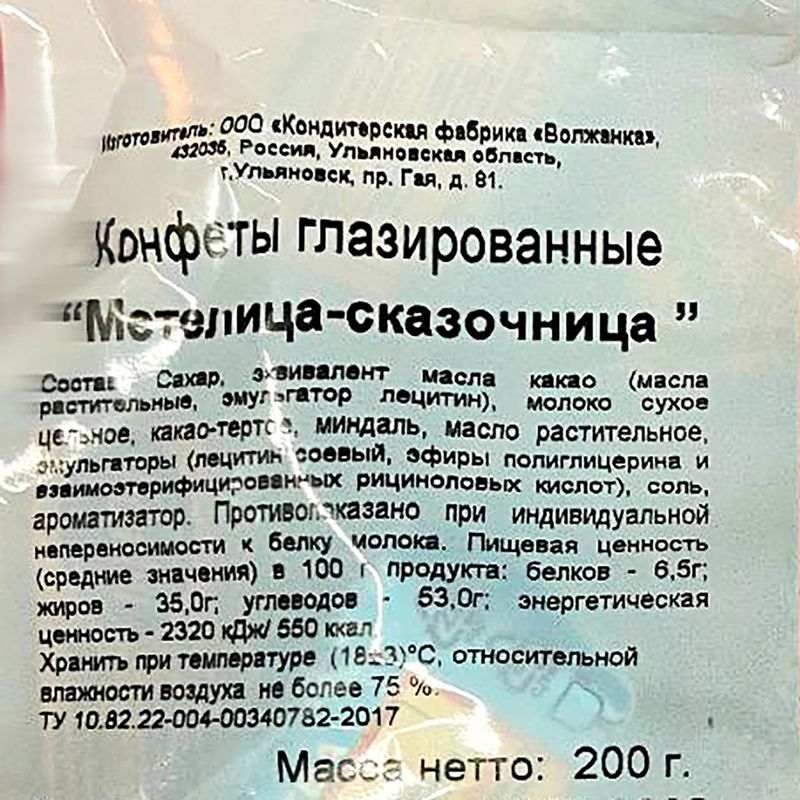 Изготовитель: ООО «Кондитерская фабрика «Волжанка»,
432035, Россия, Ульяновская область,
г.Ульяновск, пр. Гая, д. 81.
Конфеты глазированные
“Метелица-сказочница ”
Состав Сахар, эквивалент масла какао (масла
растительные, эмульгатор лецитин), молоко сухое
цельное, какао-тертое, миндаль, масло растительное,
эмульгаторы (лецитин соевый, эфиры полиглицерина и
взаимоэтерифицированных рициноловых кислот), соль,
ароматизатор. Противопоказано при индивидуальной
непереносимости к белку молока. Пищевая ценность
(средние значения) в 100 г продукта: белков - 6,5г;
жиров - 35,0г; углеводов - 53,0г; энергетическая
ценность - 2320 кДж/ 550 ккал
Хранить при температуре (18±3)°С, относительной
влажности воздуха не более 75 %.
ТУ 10.82.22-004-00340782-2017
Масса нетто: 200 г.